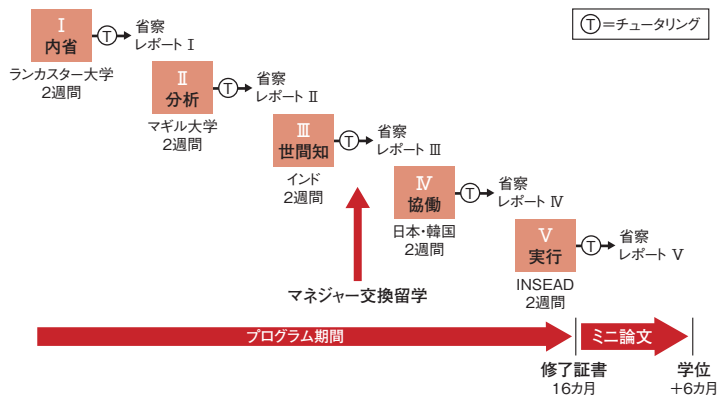 Ⓣ=チュータリング
Ⅰ
内省
Ⓣ
省察
レポート Ⅰ
ランカスター大学
2週間
Ⅱ
分析
Ⓣ
省察
レポート Ⅱ
マギル大学
2週間
Ⅲ
世間知
Ⓣ
省察
レポート Ⅲ
インド
2週間
Ⅳ
協働
Ⓣ
省察
レポート Ⅳ
日本・韓国
2週間
Ⅴ
実行
Ⓣ
省察
レポート Ⅴ
INSEAD
2週間
マネジャー交換留学
プログラム期間
ミニ論文
修了証書
16カ月
学位
+6カ月